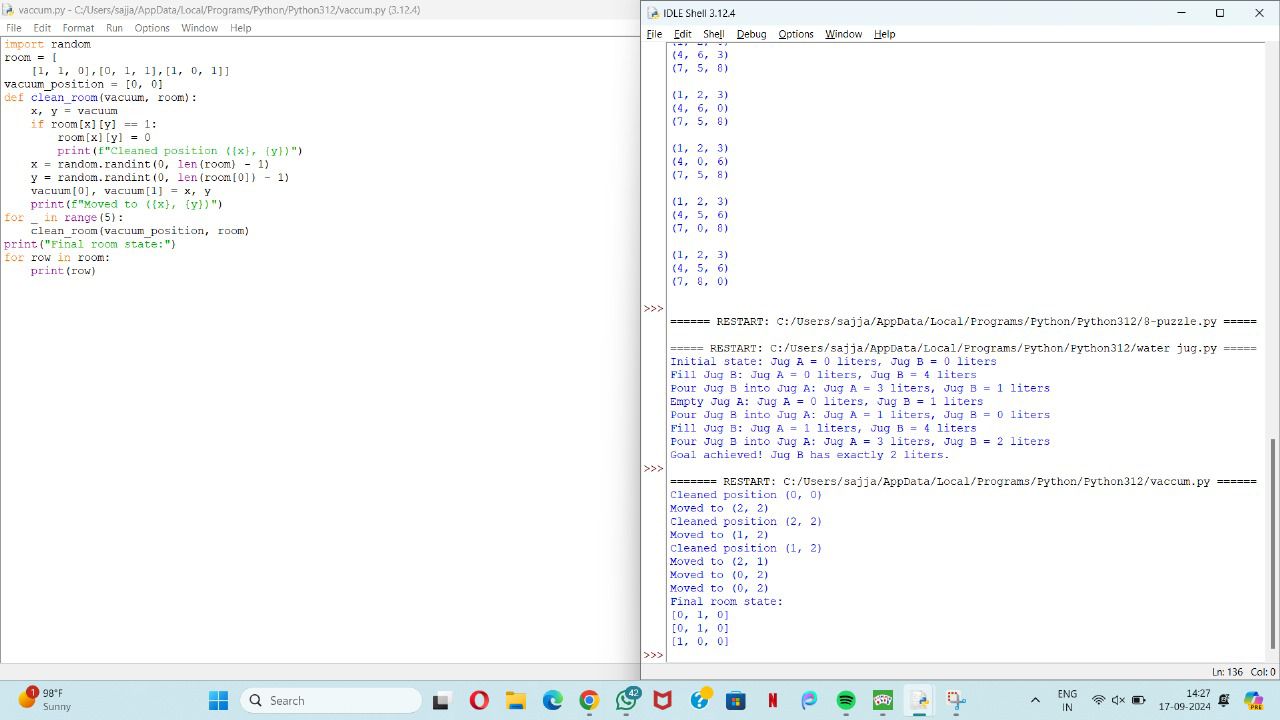 vaccum.py - C:/Users/sajja/AppData/Local/Programs/Python/Python312/vaccum.py (3.12.4)
File Edit Format Run Options Window Help
import random
room = [
    [1, 1, 0],[0, 1, 1],[1, 0, 1]]
vacuum_position = [0, 0]
def clean_room(vacuum, room):
    x, y = vacuum
    if room[x][y] == 1:
        room[x][y] = 0
        print(f"Cleaned position ({x}, {y})")
    x = random.randint(0, len(room) - 1)
    y = random.randint(0, len(room[0]) - 1)
    vacuum[0], vacuum[1] = x, y
    print(f"Moved to ({x}, {y})")
for _ in range(5):
    clean_room(vacuum_position, room)
print("Final room state:")
for row in room:
    print(row)
IDLE Shell 3.12.4
File Edit Shell Debug Options Window Help
(4, 6, 3)
(7, 5, 8)
(1, 2, 3)
(4, 6, 0)
(7, 5, 8)
(1, 2, 3)
(4, 0, 6)
(7, 5, 8)
(1, 2, 3)
(4, 5, 6)
(7, 0, 8)
(1, 2, 3)
(4, 5, 6)
(7, 8, 0)
>>>
====== RESTART: C:/Users/sajja/AppData/Local/Programs/Python/Python312/8-puzzle.py =====
===== RESTART: C:/Users/sajja/AppData/Local/Programs/Python/Python312/water jug.py =====
Initial state: Jug A = 0 liters, Jug B = 0 liters
Fill Jug B: Jug A = 0 liters, Jug B = 4 liters
Pour Jug B into Jug A: Jug A = 3 liters, Jug B = 1 liters
Empty Jug A: Jug A = 0 liters, Jug B = 1 liters
Pour Jug B into Jug A: Jug A = 1 liters, Jug B = 0 liters
Fill Jug B: Jug A = 1 liters, Jug B = 4 liters
Pour Jug B into Jug A: Jug A = 3 liters, Jug B = 2 liters
Goal achieved! Jug B has exactly 2 liters.
>>>
======= RESTART: C:/Users/sajja/AppData/Local/Programs/Python/Python312/vaccum.py ======
Cleaned position (0, 0)
Moved to (2, 2)
Cleaned position (2, 2)
Moved to (1, 2)
Cleaned position (1, 2)
Moved to (2, 1)
Moved to (0, 2)
Moved to (0, 2)
Final room state:
[0, 1, 0]
[0, 1, 0]
[1, 0, 0]
>>>
Ln: 136 Col: 0
1
98°F
Sunny
Search
42
ENG
IN
14:27
17-09-2024
PRE